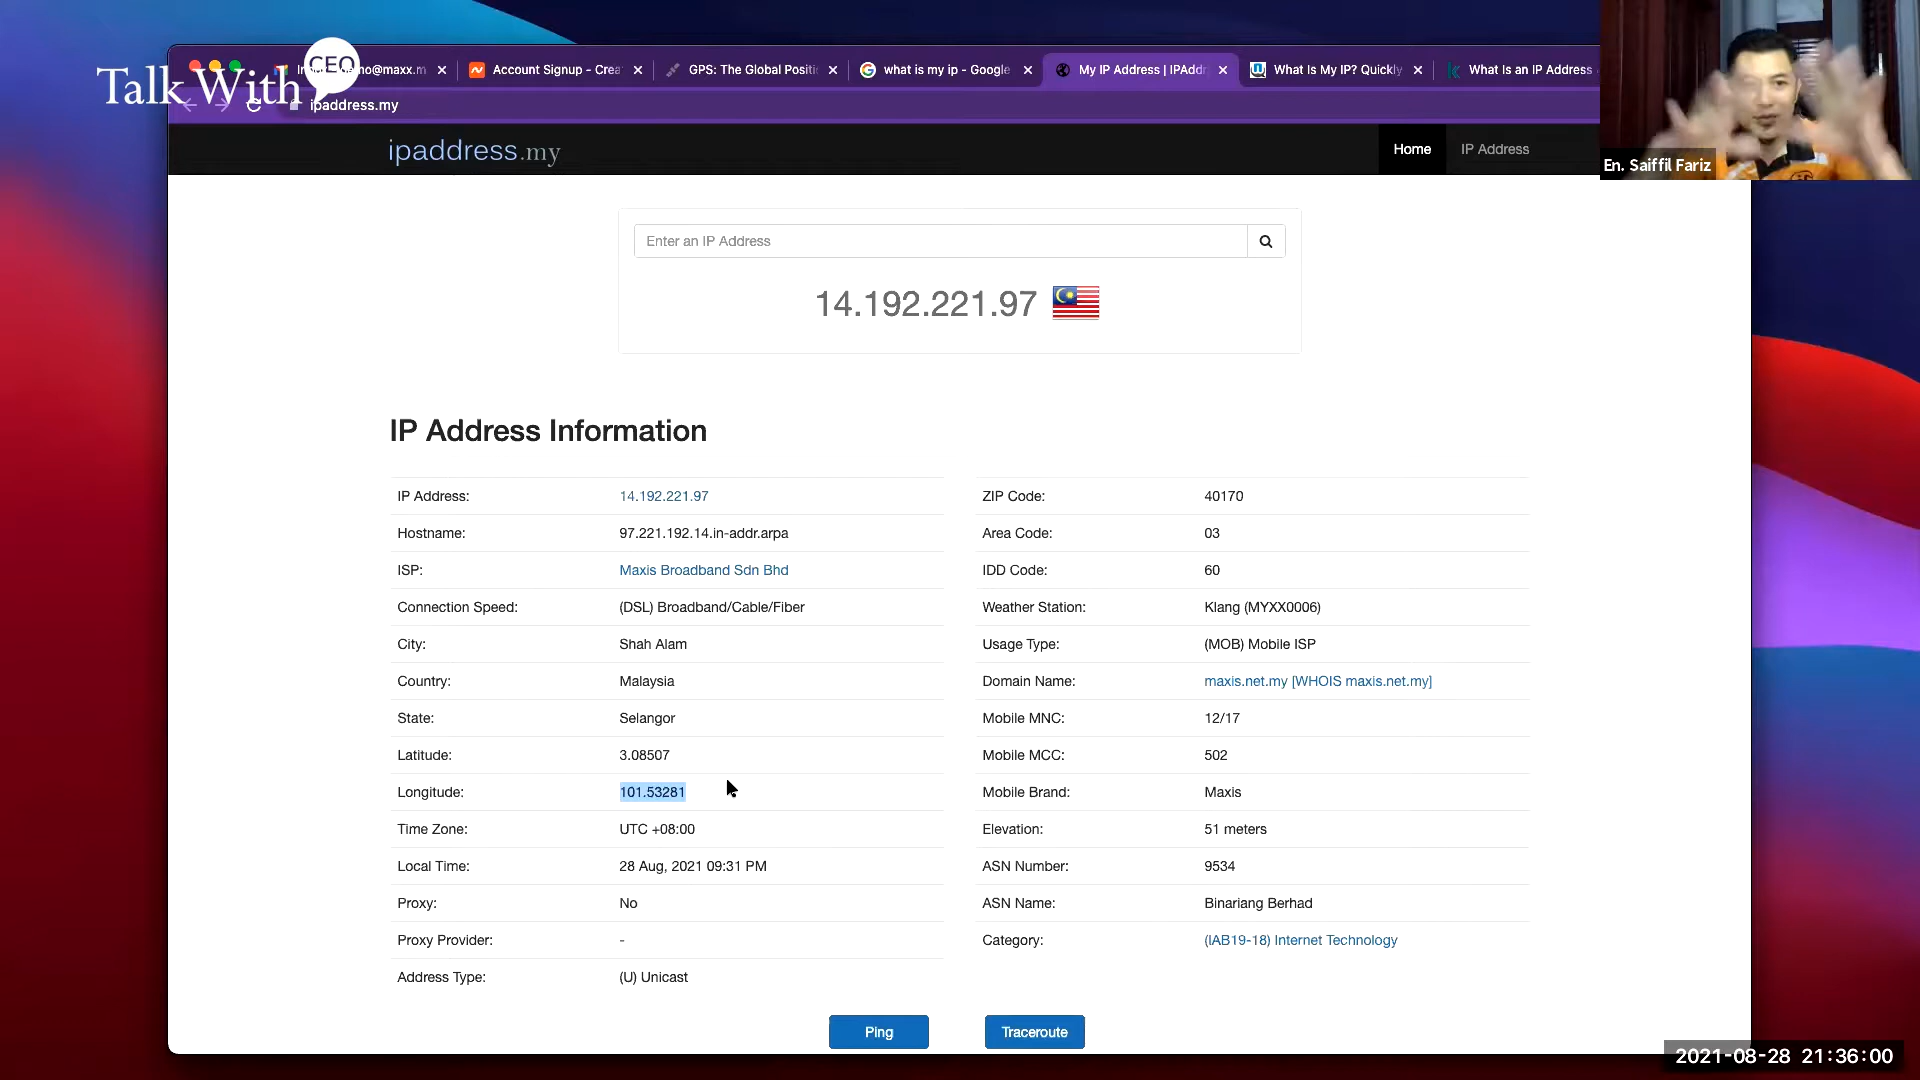 Talk With CEO
o@maxx.m
Account Signup - Crea
GPS: The Global Positi
what is my ip - Google
My IP Address | IPAddr
What Is My IP? Quickly
What Is an IP Address
ipaddress.my
ipaddress.my
Home
IP Address
En. Saiffil Fariz
Enter an IP Address
14.192.221.97
IP Address Information
IP Address: 14.192.221.97
Hostname: 97.221.192.14.in-addr.arpa
ISP: Maxis Broadband Sdn Bhd
Connection Speed: (DSL) Broadband/Cable/Fiber
City: Shah Alam
Country: Malaysia
State: Selangor
Latitude: 3.08507
Longitude: 101.53281
Time Zone: UTC +08:00
Local Time: 28 Aug, 2021 09:31 PM
Proxy: No
Proxy Provider: -
Address Type: (U) Unicast
ZIP Code: 40170
Area Code: 03
IDD Code: 60
Weather Station: Klang (MYXX0006)
Usage Type: (MOB) Mobile ISP
Domain Name: maxis.net.my [WHOIS maxis.net.my]
Mobile MNC: 12/17
Mobile MCC: 502
Mobile Brand: Maxis
Elevation: 51 meters
ASN Number: 9534
ASN Name: Binariang Berhad
Category: (IAB19-18) Internet Technology
Ping
Traceroute
2021-08-28 21:36:00